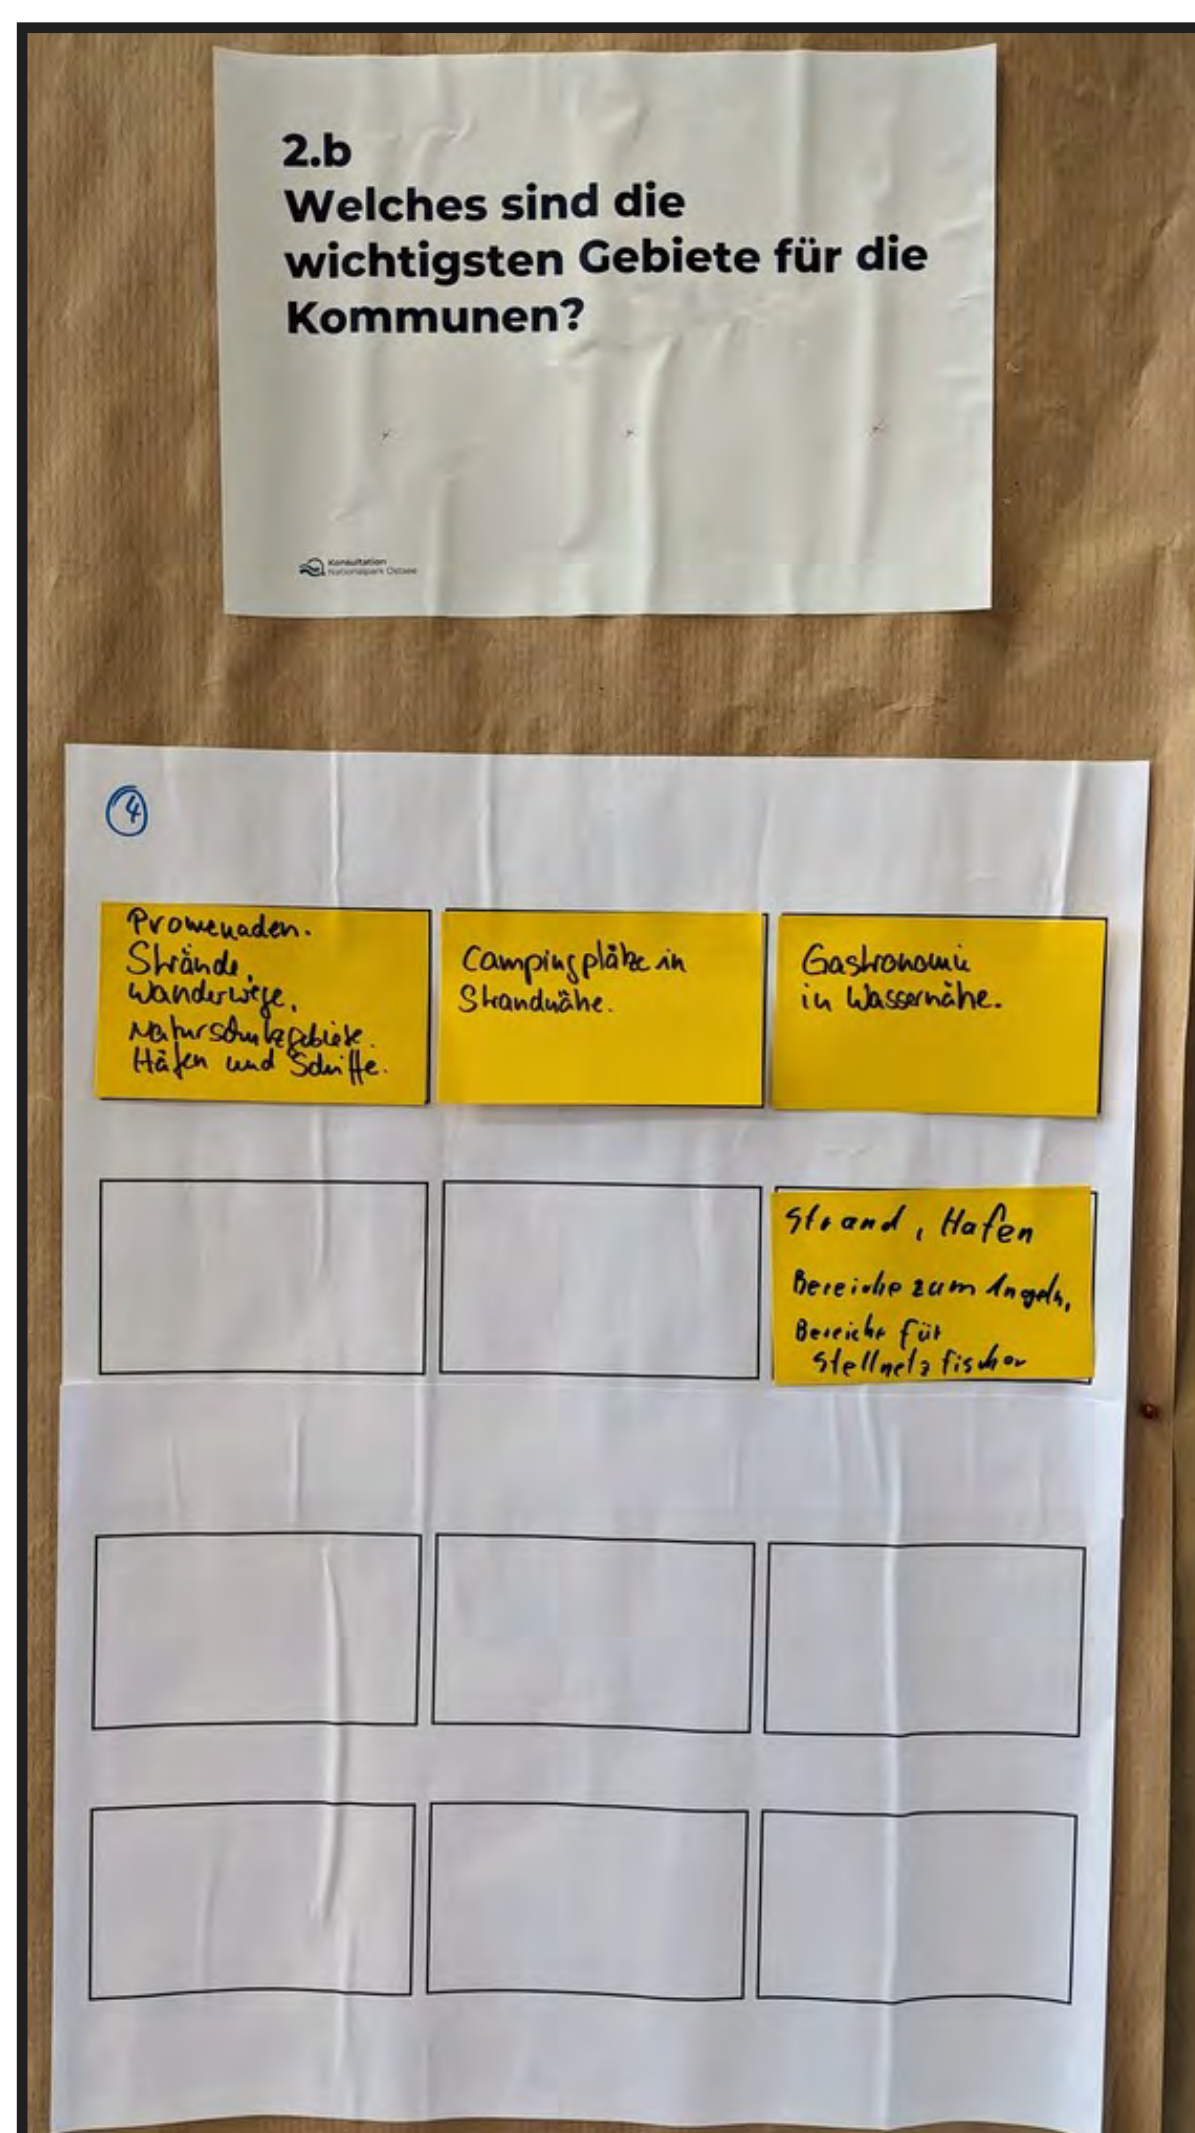 2.b
Welches sind die
wichtigsten Gebiete für die
Kommunen?
Konsultation
Nationalpark Ostsee
4
Promenaden.
Strände,
Wanderwege,
Naturschutzgebiete.
Häfen und Schiffe.
Campingplätze in
Strandnähe.
Gastronomie
in Wassernähe.
Strand, Hafen
Bereiche zum Angeln,
Bereiche für
Stellnetzfischer